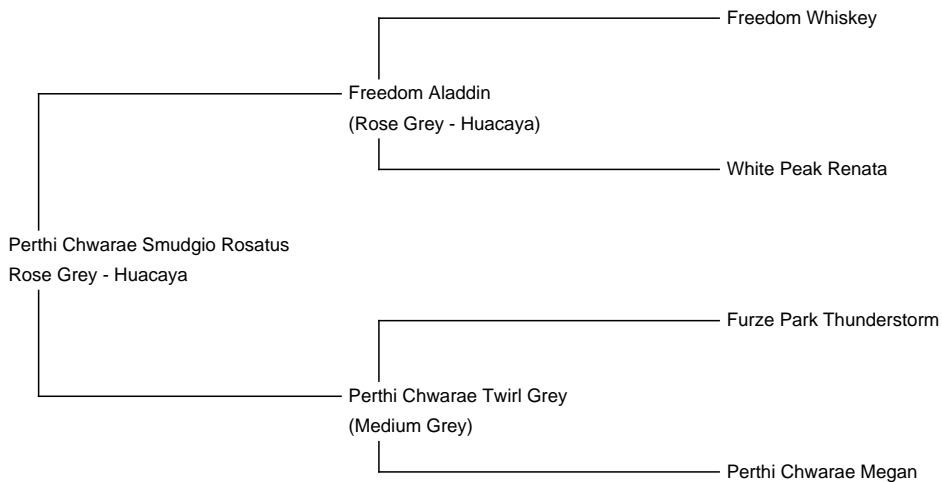 Freedom Whiskey
Freedom Aladdin
(Rose Grey - Huacaya)
White Peak Renata
Perthi Chwarae Smudgio Rosatus
Rose Grey - Huacaya
Furze Park Thunderstorm
Perthi Chwarae Twirl Grey
(Medium Grey)
Perthi Chwarae Megan